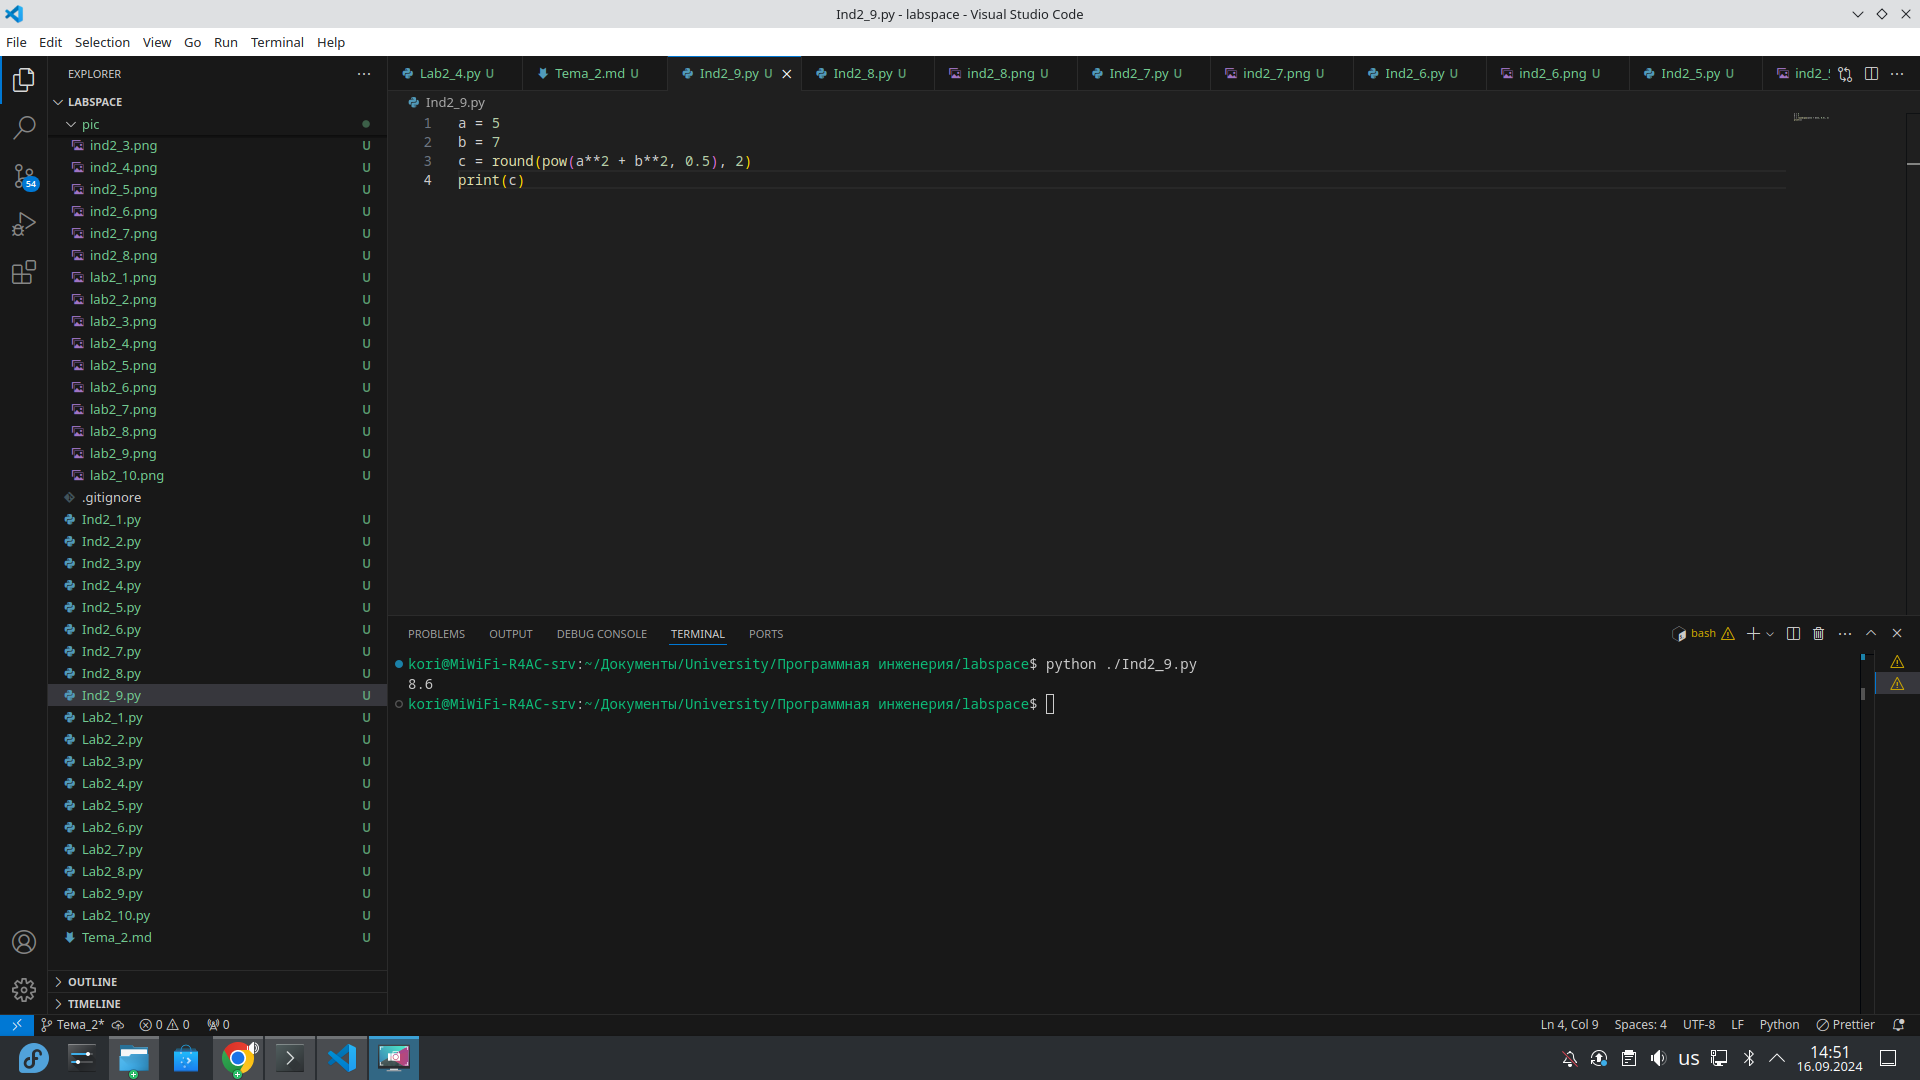 Ind2_9.py - labspace - Visual Studio Code
File Edit Selection View Go Run Terminal Help
EXPLORER
LABSPACE
pic
ind2_3.png U
ind2_4.png U
ind2_5.png U
ind2_6.png U
ind2_7.png U
ind2_8.png U
lab2_1.png U
lab2_2.png U
lab2_3.png U
lab2_4.png U
lab2_5.png U
lab2_6.png U
lab2_7.png U
lab2_8.png U
lab2_9.png U
lab2_10.png U
.gitignore
Ind2_1.py U
Ind2_2.py U
Ind2_3.py U
Ind2_4.py U
Ind2_5.py U
Ind2_6.py U
Ind2_7.py U
Ind2_8.py U
Ind2_9.py U
Lab2_1.py U
Lab2_2.py U
Lab2_3.py U
Lab2_4.py U
Lab2_5.py U
Lab2_6.py U
Lab2_7.py U
Lab2_8.py U
Lab2_9.py U
Lab2_10.py U
Tema_2.md U
OUTLINE
TIMELINE
54
Lab2_4.py U Tema_2.md U Ind2_9.py U Ind2_8.py U ind2_8.png U Ind2_7.py U ind2_7.png U Ind2_6.py U ind2_6.png U Ind2_5.py U ind2_
Ind2_9.py
1 a = 5
2 b = 7
3 c = round(pow(a**2 + b**2, 0.5), 2)
4 print(c)
PROBLEMS OUTPUT DEBUG CONSOLE TERMINAL PORTS
bash
kori@MiWiFi-R4AC-srv:~/Документы/University/Программная инженерия/labspace$ python ./Ind2_9.py
8.6
kori@MiWiFi-R4AC-srv:~/Документы/University/Программная инженерия/labspace$
Тема_2* 0 0 0
Ln 4, Col 9 Spaces: 4 UTF-8 LF Python Prettier
us
14:51
16.09.2024